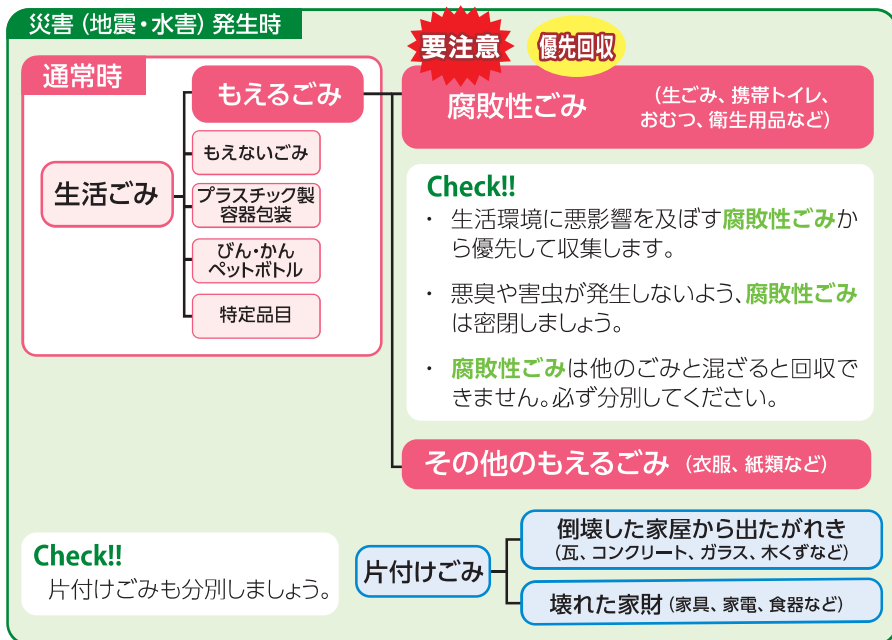 災害（地震・水害）発生時
通常時
生活ごみ
もえるごみ
もえないごみ
プラスチック製
容器包装
びん・かん
ペットボトル
特定品目
要注意
優先回収
腐敗性ごみ
（生ごみ、携帯トイレ、
おむつ、衛生用品など）
Check!!
・ 生活環境に悪影響を及ぼす腐敗性ごみか
ら優先して収集します。
・ 悪臭や害虫が発生しないよう、腐敗性ごみ
は密閉しましょう。
・ 腐敗性ごみは他のごみと混ざると回収で
きません。必ず分別してください。
その他のもえるごみ（衣服、紙類など）
Check!!
片付けごみも分別しましょう。
片付けごみ
倒壊した家屋から出たがれき
（瓦、コンクリート、ガラス、木くずなど）
壊れた家財（家具、家電、食器など）